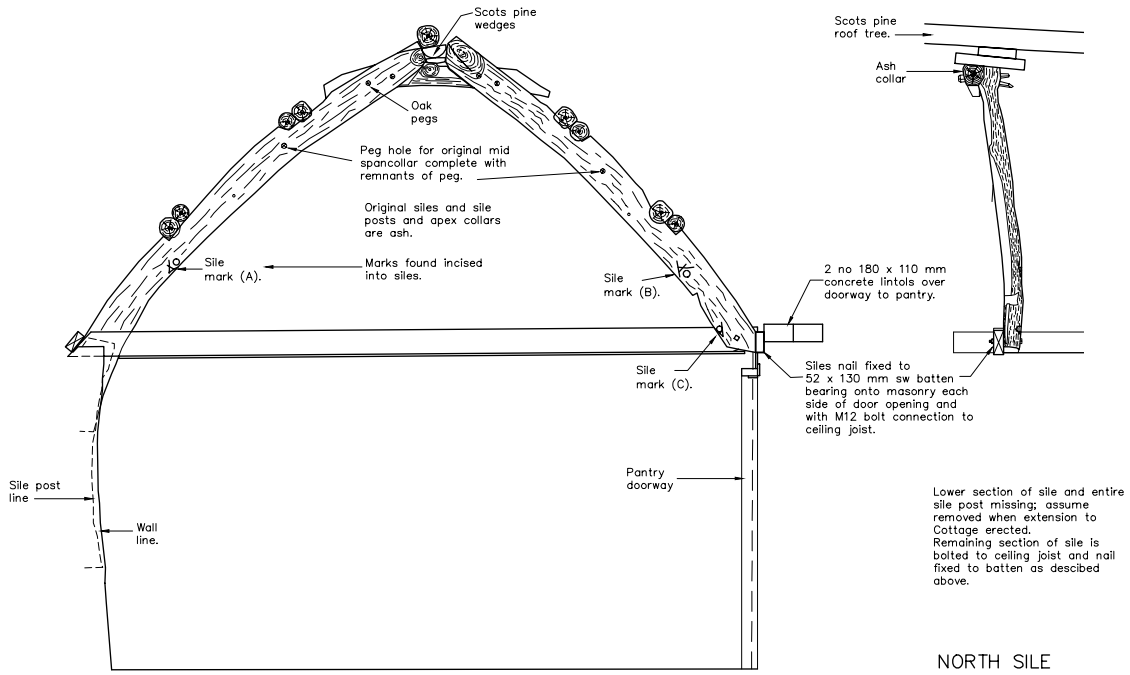 Scots pine
wedges
Scots pine
roof tree.
Ash
collar
Oak
pegs
Peg hole for original mid
spancollar complete with
remnants of peg.
Original siles and sile
posts and apex collars
are ash.
Sile
mark (A).
Marks found incised
into siles.
Sile
mark (B).
2 no 180 x 110 mm
concrete lintols over
doorway to pantry.
Sile
mark (C).
Siles nail fixed to
52 x 130 mm sw batten
bearing onto masonry each
side of door opening and
with M12 bolt connection to
ceiling joist.
Sile post
line
Wall
line.
Pantry
doorway
Lower section of sile and entire
sile post missing; assume
removed when extension to
Cottage erected.
Remaining section of sile is
bolted to ceiling joist and nail
fixed to batten as descibed
above.
NORTH SILE